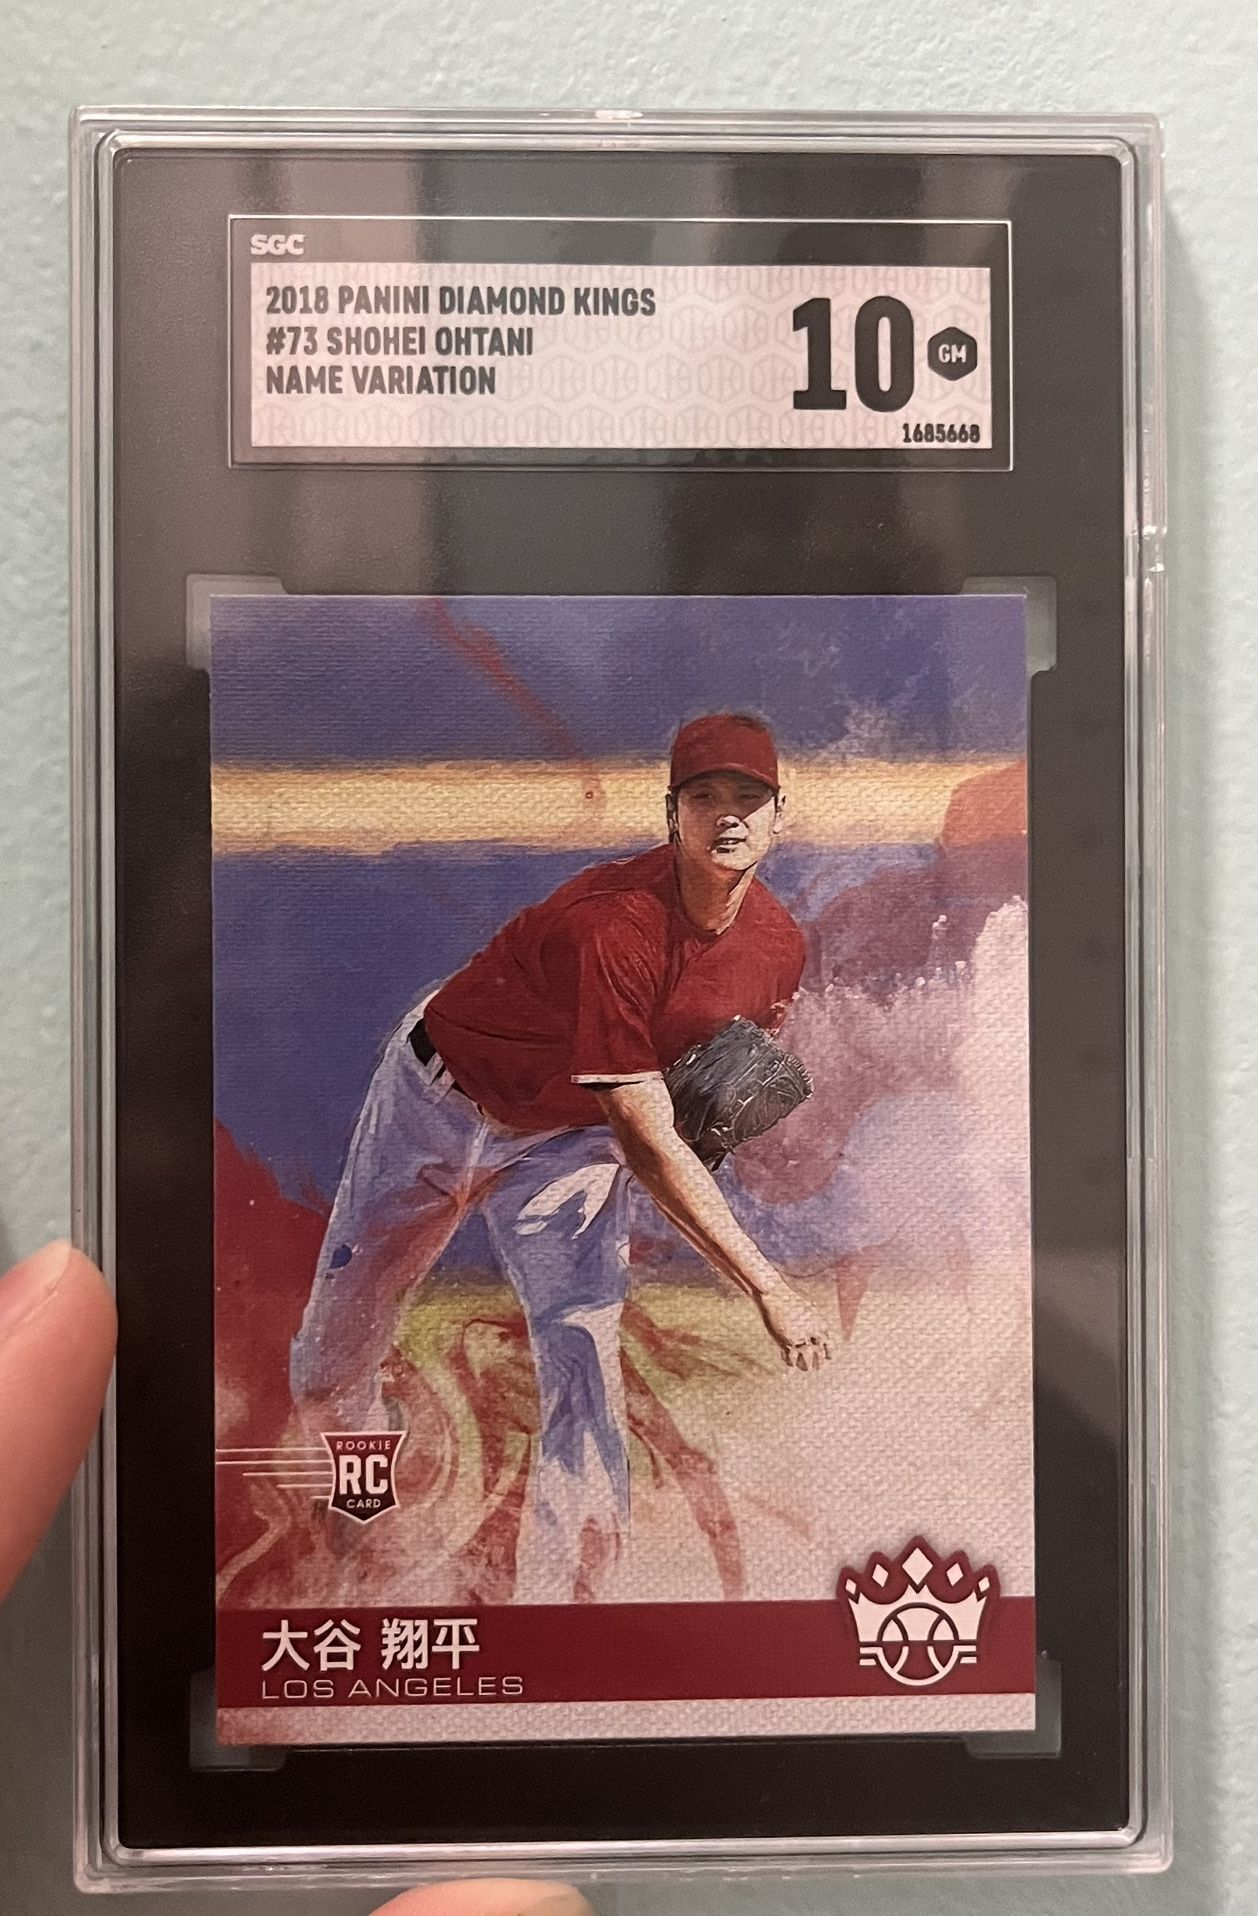 SGC
2018 PANINI DIAMOND KINGS
#73 SHOHEI OHTANI
NAME VARIATION
10
GM
1685668
ROOKIE
RC
CARD
大谷 翔平
LOS ANGELES